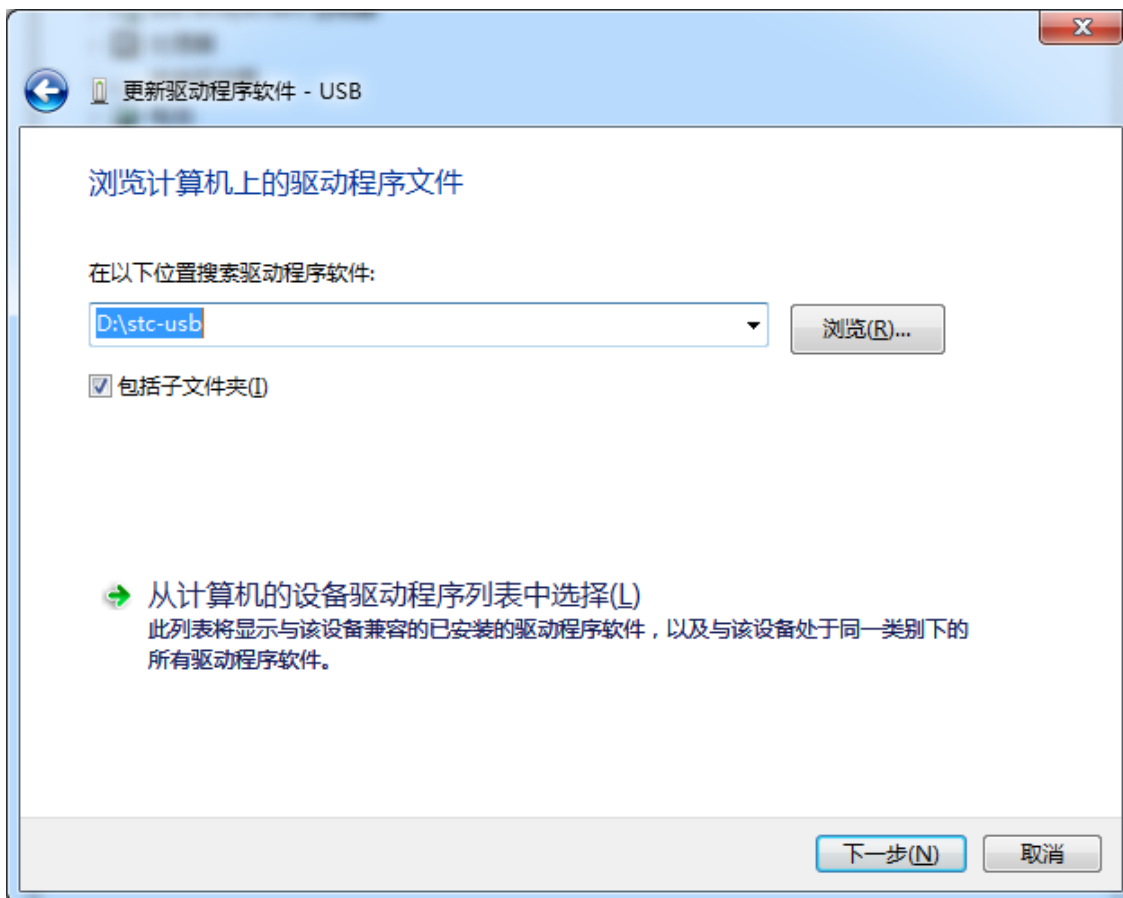 更新驱动程序软件 - USB
浏览计算机上的驱动程序文件
在以下位置搜索驱动程序软件:
D:\stc-usb
浏览(R)...
包括子文件夹(I)
从计算机的设备驱动程序列表中选择(L)
此列表将显示与该设备兼容的已安装的驱动程序软件，以及与该设备处于同一类别下的
所有驱动程序软件。
下一步(N)
取消